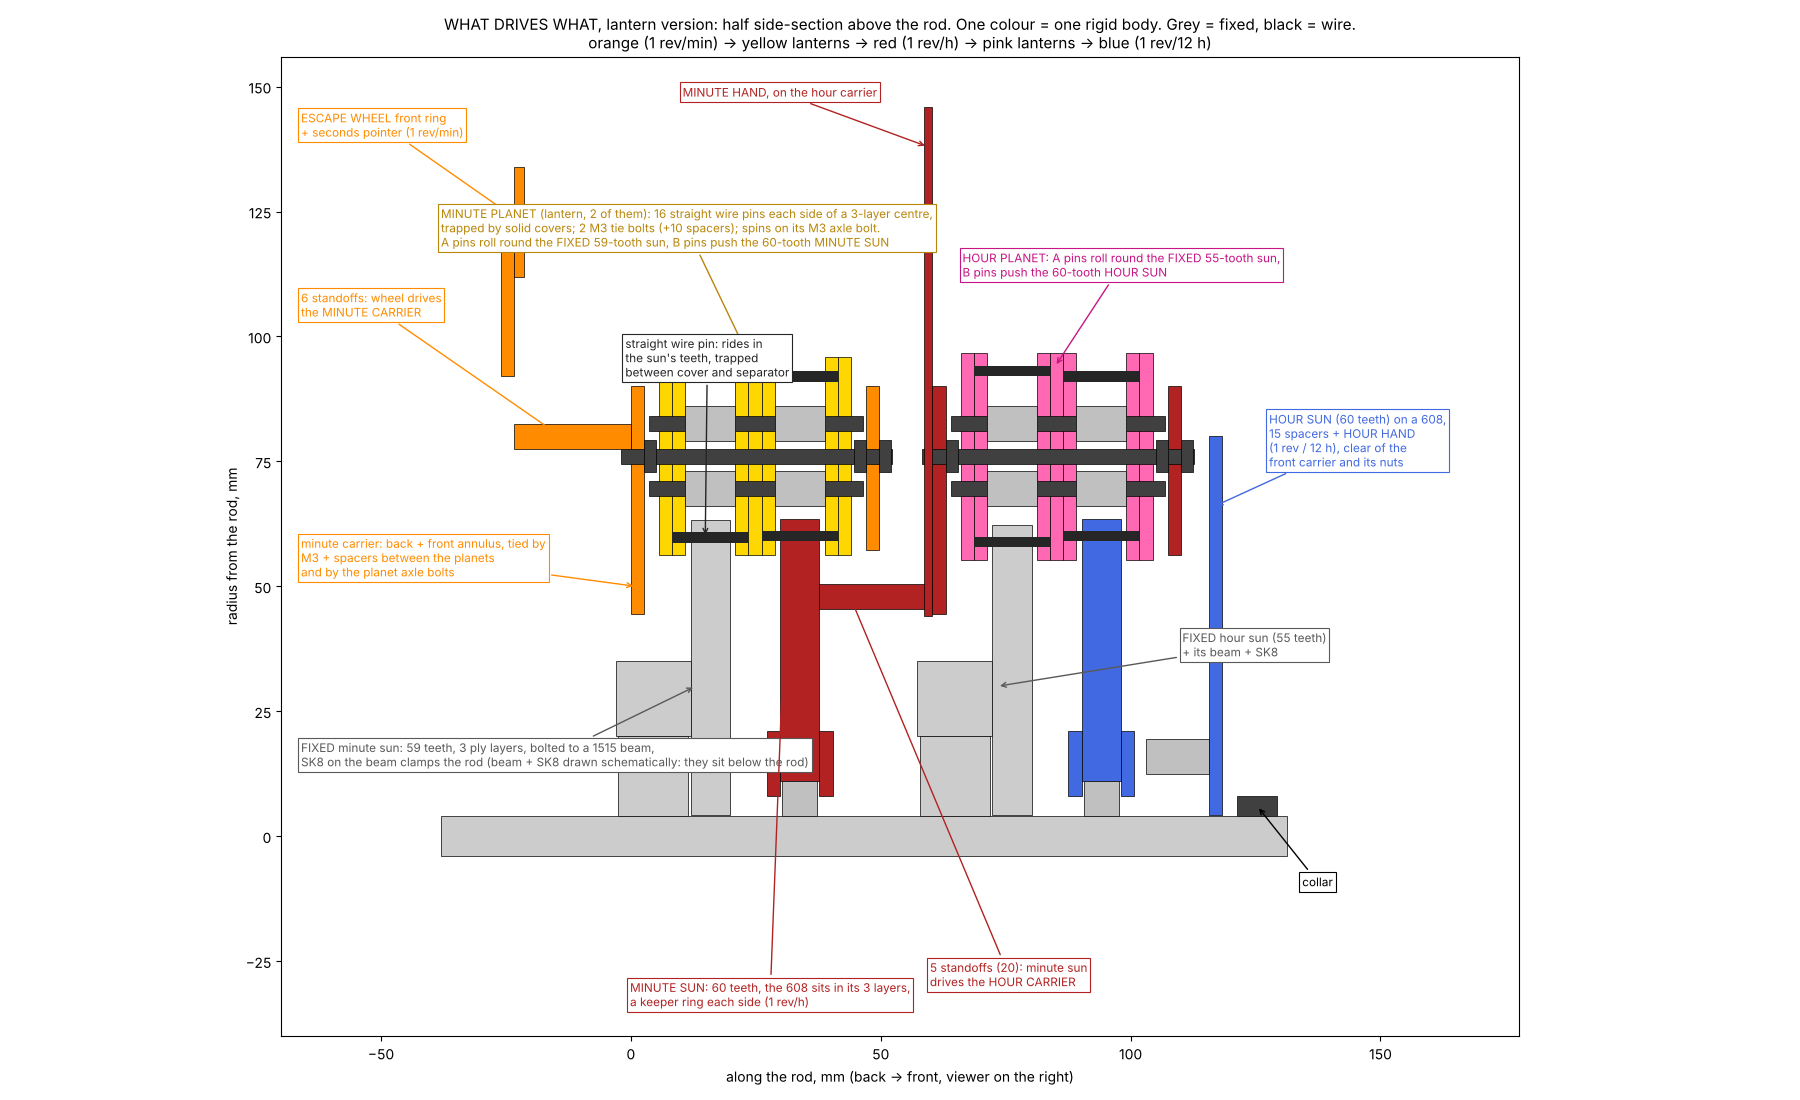 WHAT DRIVES WHAT, lantern version: half side-section above the rod. One colour = one rigid body. Grey = fixed, black = wire.
orange (1 rev/min) → yellow lanterns → red (1 rev/h) → pink lanterns → blue (1 rev/12 h)
MINUTE HAND, on the hour carrier
ESCAPE WHEEL front ring
+ seconds pointer (1 rev/min)
MINUTE PLANET (lantern, 2 of them): 16 straight wire pins each side of a 3-layer centre,
trapped by solid covers; 2 M3 tie bolts (+10 spacers); spins on its M3 axle bolt.
A pins roll round the FIXED 59-tooth sun, B pins push the 60-tooth MINUTE SUN
HOUR PLANET: A pins roll round the FIXED 55-tooth sun,
B pins push the 60-tooth HOUR SUN
6 standoffs: wheel drives
the MINUTE CARRIER
straight wire pin: rides in
the sun's teeth, trapped
between cover and separator
HOUR SUN (60 teeth) on a 608,
15 spacers + HOUR HAND
(1 rev / 12 h), clear of the
front carrier and its nuts
minute carrier: back + front annulus, tied by
M3 + spacers between the planets
and by the planet axle bolts
FIXED hour sun (55 teeth)
+ its beam + SK8
FIXED minute sun: 59 teeth, 3 ply layers, bolted to a 1515 beam,
SK8 on the beam clamps the rod (beam + SK8 drawn schematically: they sit below the rod)
collar
5 standoffs (20): minute sun
drives the HOUR CARRIER
MINUTE SUN: 60 teeth, the 608 sits in its 3 layers,
a keeper ring each side (1 rev/h)
radius from the rod, mm
150
125
100
75
50
25
0
−25
−50
0
50
100
150
along the rod, mm (back → front, viewer on the right)